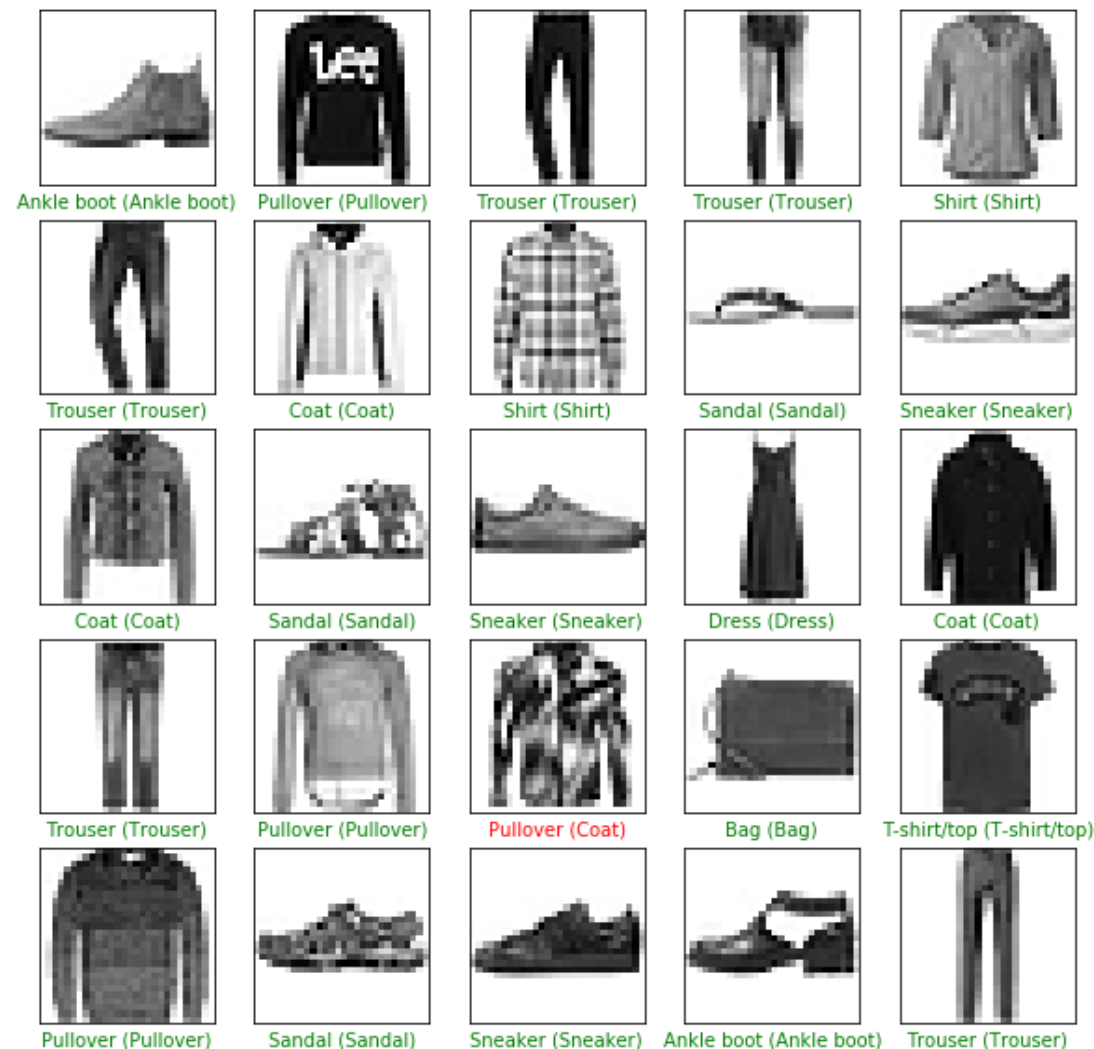 Lee
Ankle boot (Ankle boot)
Pullover (Pullover)
Trouser (Trouser)
Trouser (Trouser)
Shirt (Shirt)
Trouser (Trouser)
Coat (Coat)
Shirt (Shirt)
Sandal (Sandal)
Sneaker (Sneaker)
Coat (Coat)
Sandal (Sandal)
Sneaker (Sneaker)
Dress (Dress)
Coat (Coat)
Trouser (Trouser)
Pullover (Pullover)
Pullover (Coat)
Bag (Bag)
T-shirt/top (T-shirt/top)
Pullover (Pullover)
Sandal (Sandal)
Sneaker (Sneaker)
Ankle boot (Ankle boot)
Trouser (Trouser)